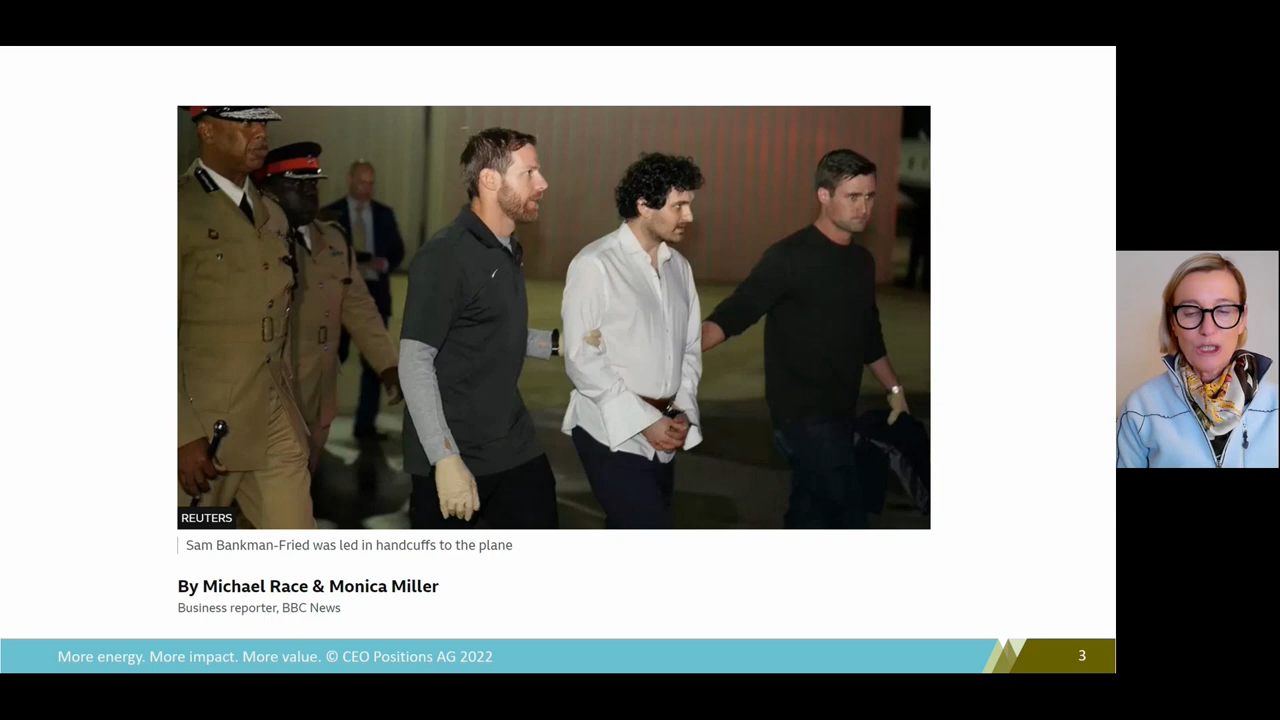 REUTERS
Sam Bankman-Fried was led in handcuffs to the plane
By Michael Race & Monica Miller
Business reporter, BBC News
More energy. More impact. More value. © CEO Positions AG 2022
3